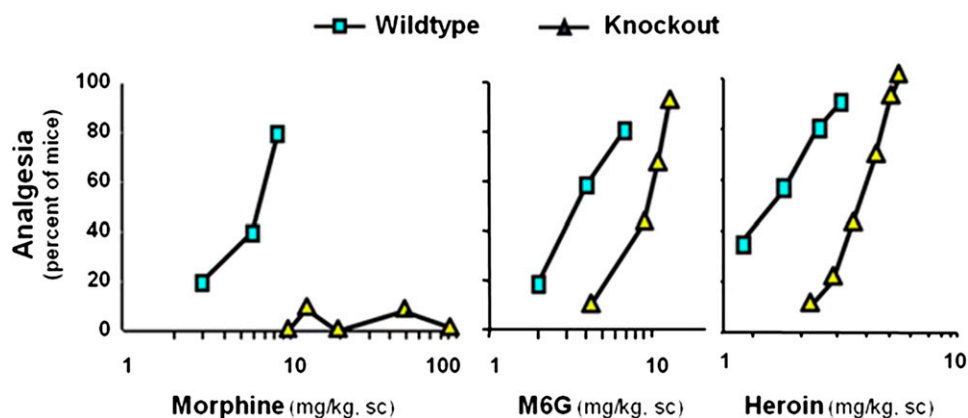 Wildtype Knockout
Analgesia
(percent of mice)
100
80
60
40
20
0
1 10 100
1 10
1 10
Morphine (mg/kg, sc)
M6G (mg/kg, sc)
Heroin (mg/kg, sc)